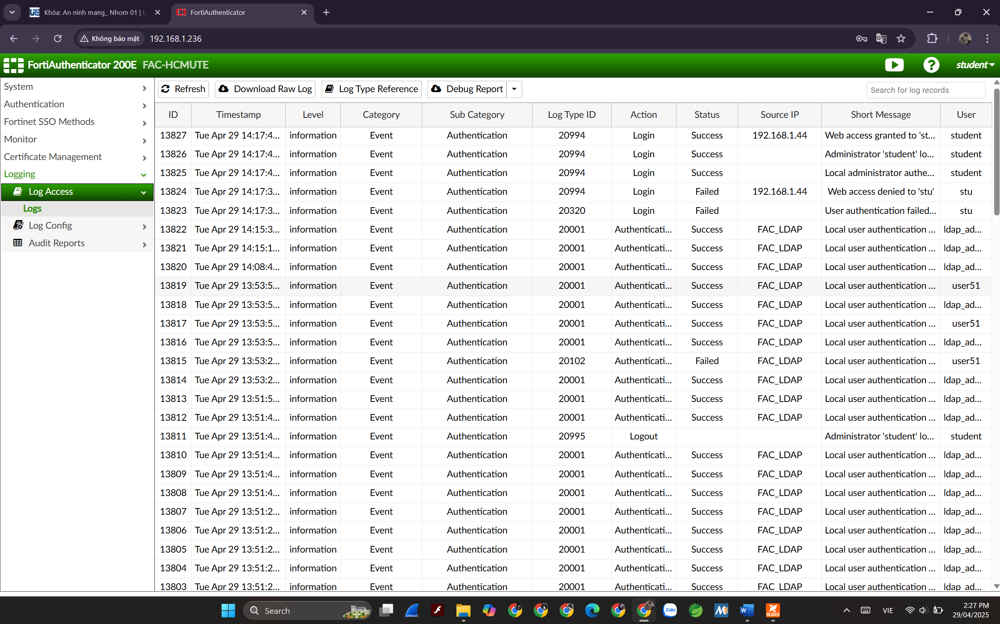 Khóa: An ninh mang_ Nhom 01 | U
FortiAuthenticator
Không bảo mật 192.168.1.236
FortiAuthenticator 200E FAC-HCMUTE
student
System
Authentication
Fortinet SSO Methods
Monitor
Certificate Management
Logging
Log Access
Logs
Log Config
Audit Reports
Refresh Download Raw Log Log Type Reference Debug Report Search for log records
ID Timestamp Level Category Sub Category Log Type ID Action Status Source IP Short Message User
13827 Tue Apr 29 14:17:4... information Event Authentication 20994 Login Success 192.168.1.44 Web access granted to 'st... student
13826 Tue Apr 29 14:17:4... information Event Authentication 20994 Login Success Administrator 'student' lo... student
13825 Tue Apr 29 14:17:4... information Event Authentication 20994 Login Success Local administrator authe... student
13824 Tue Apr 29 14:17:3... information Event Authentication 20994 Login Failed 192.168.1.44 Web access denied to 'stu' stu
13823 Tue Apr 29 14:17:3... information Event Authentication 20320 Login Failed User authentication failed... stu
13822 Tue Apr 29 14:15:3... information Event Authentication 20001 Authenticati... Success FAC_LDAP Local user authentication ... ldap_ad...
13821 Tue Apr 29 14:15:1... information Event Authentication 20001 Authenticati... Success FAC_LDAP Local user authentication ... ldap_ad...
13820 Tue Apr 29 14:08:4... information Event Authentication 20001 Authenticati... Success FAC_LDAP Local user authentication ... ldap_ad...
13819 Tue Apr 29 13:53:5... information Event Authentication 20001 Authenticati... Success FAC_LDAP Local user authentication ... user51
13818 Tue Apr 29 13:53:5... information Event Authentication 20001 Authenticati... Success FAC_LDAP Local user authentication ... ldap_ad...
13817 Tue Apr 29 13:53:5... information Event Authentication 20001 Authenticati... Success FAC_LDAP Local user authentication ... user51
13816 Tue Apr 29 13:53:5... information Event Authentication 20001 Authenticati... Success FAC_LDAP Local user authentication ... ldap_ad...
13815 Tue Apr 29 13:53:2... information Event Authentication 20102 Authenticati... Failed FAC_LDAP Local user authentication ... user51
13814 Tue Apr 29 13:53:2... information Event Authentication 20001 Authenticati... Success FAC_LDAP Local user authentication ... ldap_ad...
13813 Tue Apr 29 13:51:5... information Event Authentication 20001 Authenticati... Success FAC_LDAP Local user authentication ... ldap_ad...
13812 Tue Apr 29 13:51:4... information Event Authentication 20001 Authenticati... Success FAC_LDAP Local user authentication ... ldap_ad...
13811 Tue Apr 29 13:51:4... information Event Authentication 20995 Logout Administrator 'student' lo... student
13810 Tue Apr 29 13:51:4... information Event Authentication 20001 Authenticati... Success FAC_LDAP Local user authentication ... ldap_ad...
13809 Tue Apr 29 13:51:4... information Event Authentication 20001 Authenticati... Success FAC_LDAP Local user authentication ... ldap_ad...
13808 Tue Apr 29 13:51:4... information Event Authentication 20001 Authenticati... Success FAC_LDAP Local user authentication ... ldap_ad...
13807 Tue Apr 29 13:51:2... information Event Authentication 20001 Authenticati... Success FAC_LDAP Local user authentication ... ldap_ad...
13806 Tue Apr 29 13:51:2... information Event Authentication 20001 Authenticati... Success FAC_LDAP Local user authentication ... ldap_ad...
13805 Tue Apr 29 13:51:2... information Event Authentication 20001 Authenticati... Success FAC_LDAP Local user authentication ... ldap_ad...
13804 Tue Apr 29 13:51:2... information Event Authentication 20001 Authenticati... Success FAC_LDAP Local user authentication ... ldap_ad...
13803 Tue Apr 29 13:51:2... information Event Authentication 20001 Authenticati... Success FAC_LDAP Local user authentication ... ldap_ad...
Search
Zalo
READER
VIE
2:27 PM
29/04/2025